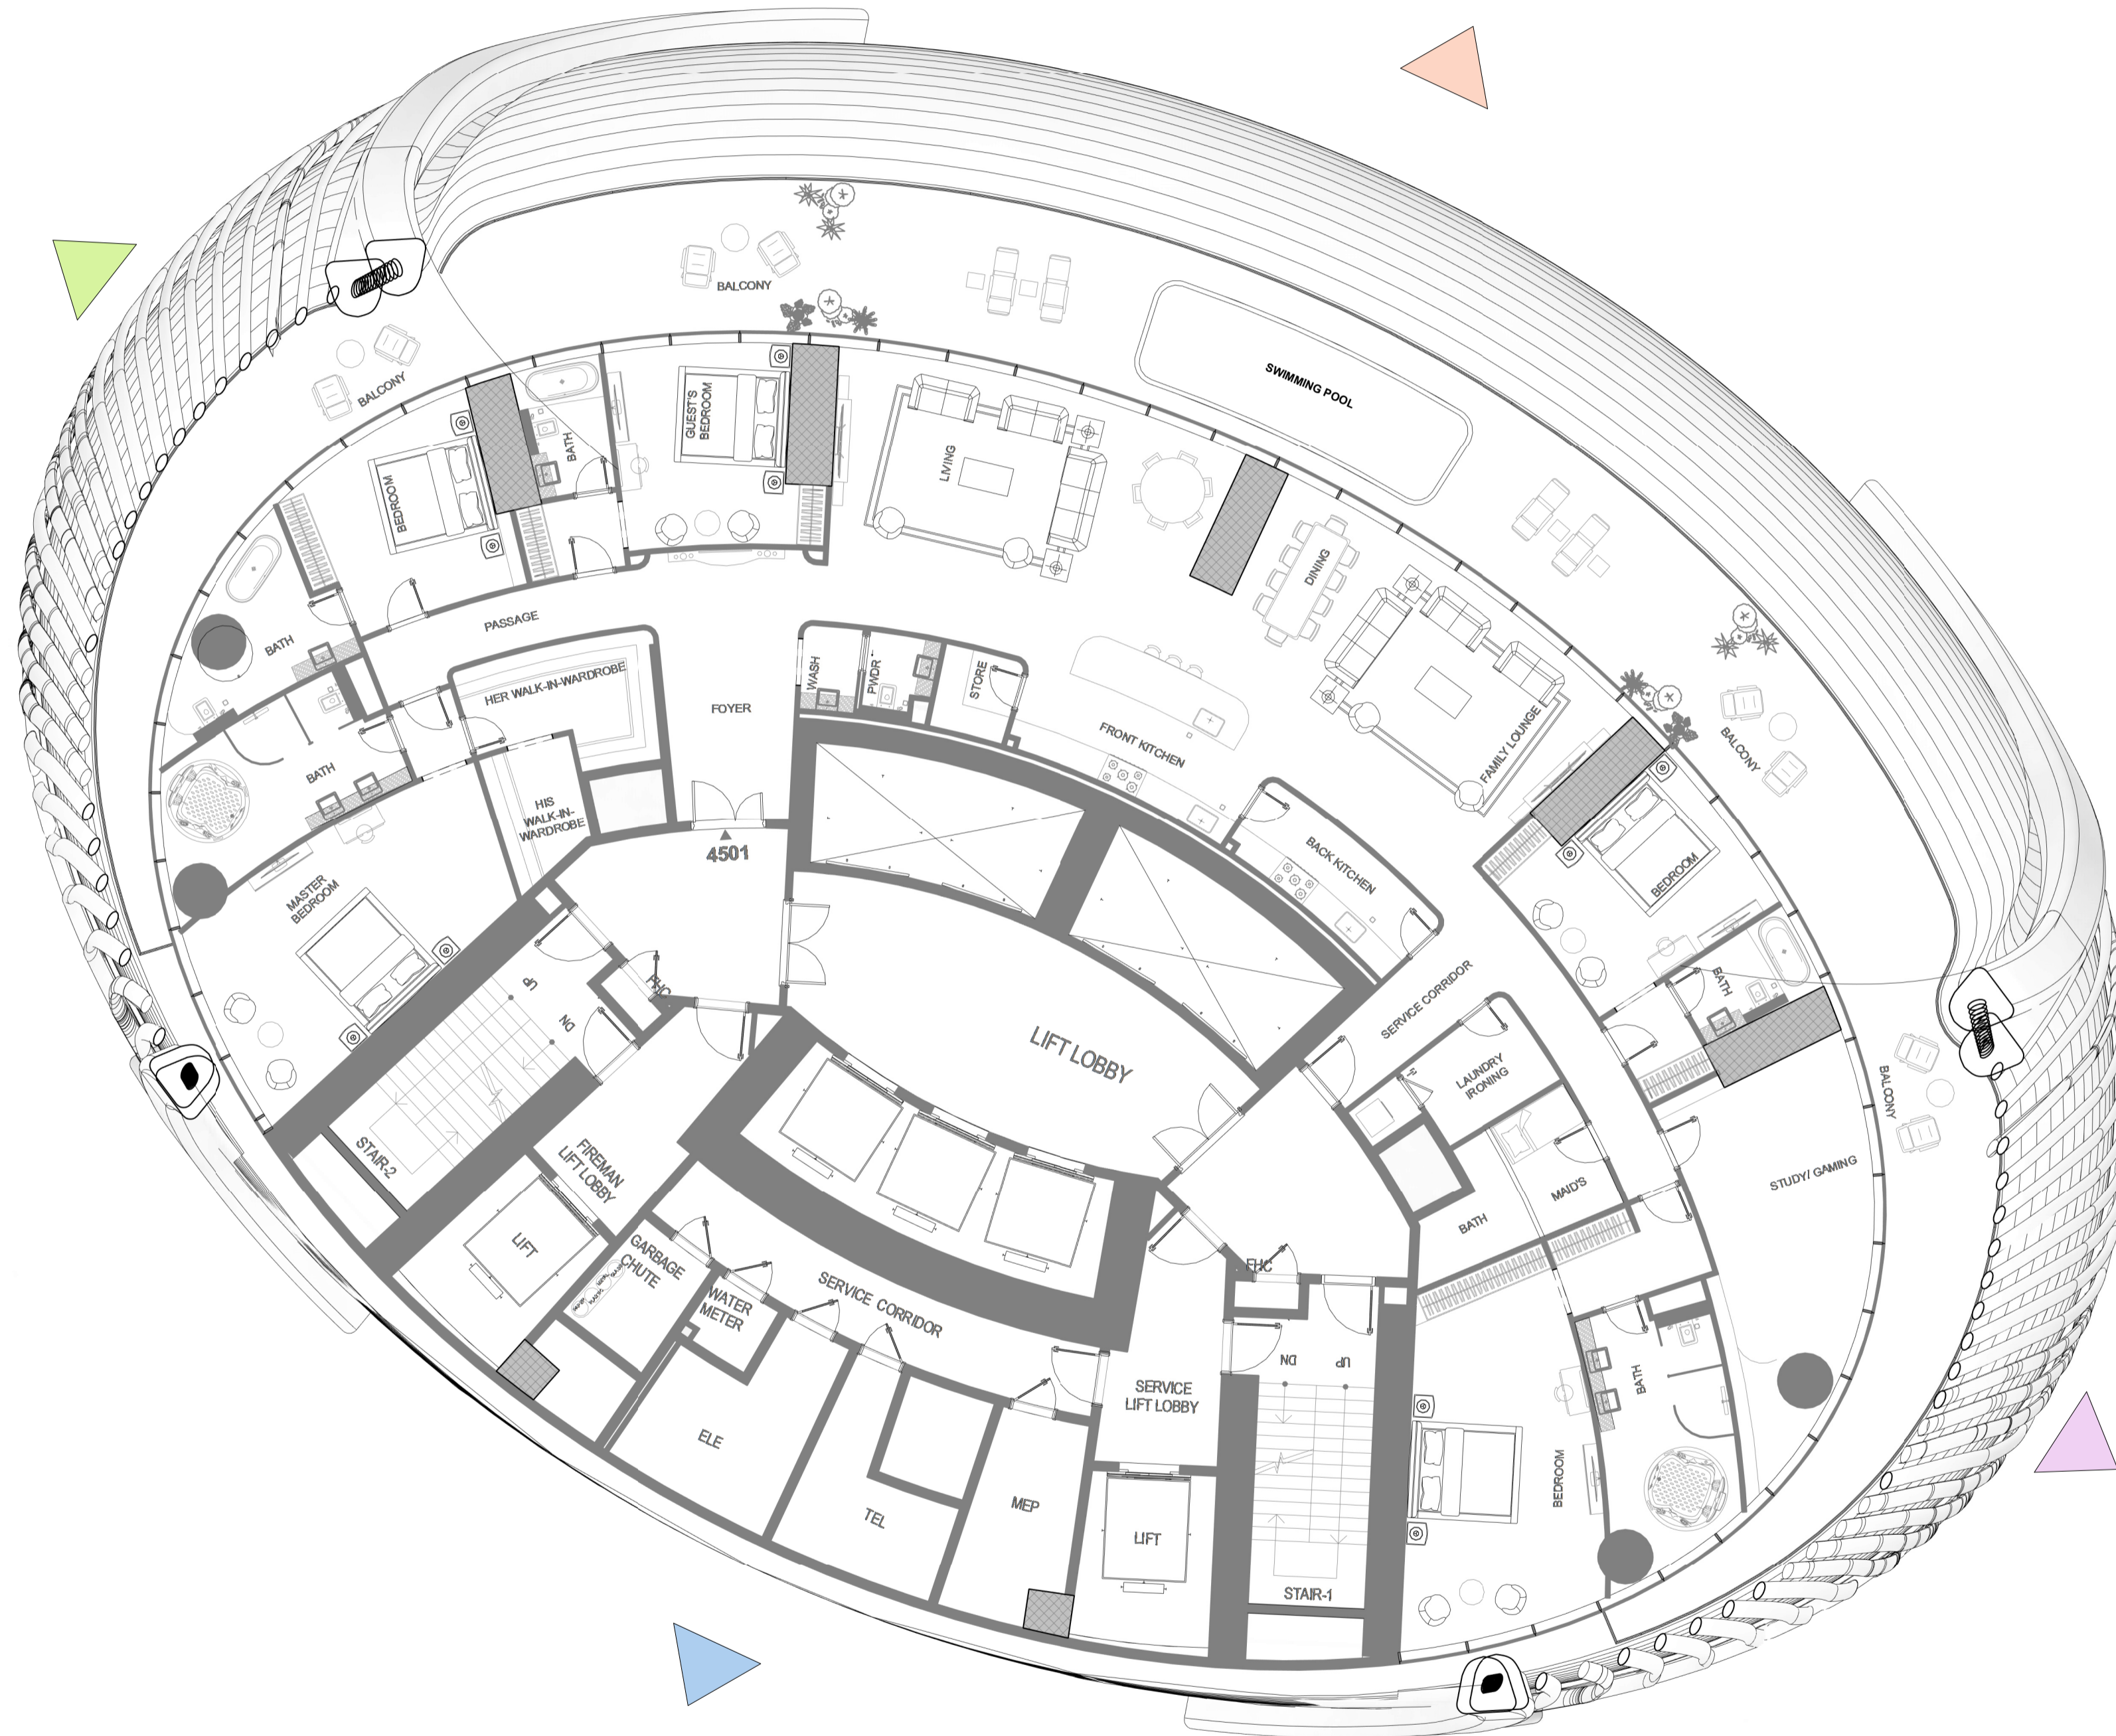 BALCONY
SWIMMING POOL
BALCONY
GUEST'S
BEDROOM
BATH
BEDROOM
LIVING
DINING
PASSAGE
BATH
HER WALK-IN-WARDROBE
FOYER
WASH
PWDR
STORE
FRONT KITCHEN
FAMILY LOUNGE
BALCONY
BATH
HIS
WALK-IN-
WARDROBE
4501
BACK KITCHEN
BEDROOM
MASTER
BEDROOM
FHC
UP
DN
LIFT LOBBY
SERVICE CORRIDOR
BATH
LAUNDRY
IRONING
BALCONY
STAIR-2
FIREMAN
LIFT LOBBY
MAID'S
STUDY/ GAMING
BATH
LIFT
GARBAGE
CHUTE
WATER
METER
SERVICE CORRIDOR
FHC
DN
UP
SERVICE
LIFT LOBBY
BATH
ELE
TEL
MEP
LIFT
STAIR-1
BEDROOM